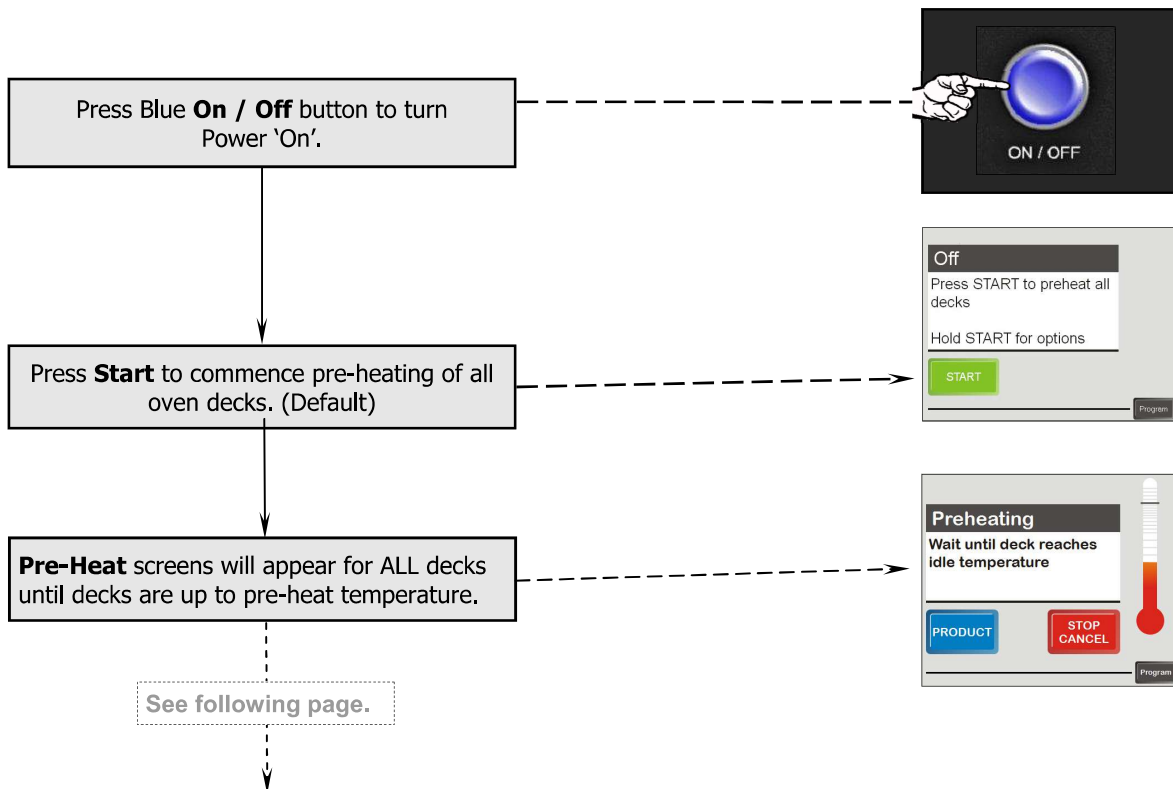 Press Blue On / Off button to turn
Power ‘On’.
ON / OFF
Off
Press START to preheat all
decks
Hold START for options
START
Program
Press Start to commence pre-heating of all
oven decks. (Default)
Preheating
Wait until deck reaches
idle temperature
PRODUCT
STOP
CANCEL
Program
Pre-Heat screens will appear for ALL decks
until decks are up to pre-heat temperature.
See following page.